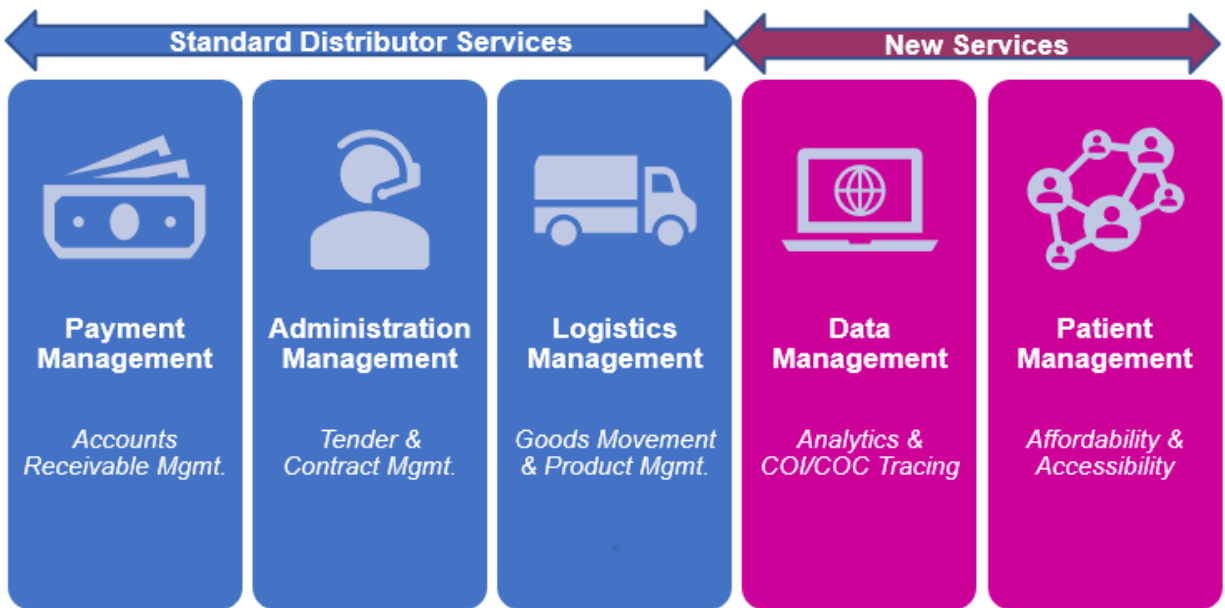 Standard Distributor Services
New Services
Payment
Management
Accounts
Receivable Mgmt.
Administration
Management
Tender &
Contract Mgmt.
Logistics
Management
Goods Movement
& Product Mgmt.
Data
Management
Analytics &
COI/COC Tracing
Patient
Management
Affordability &
Accessibility